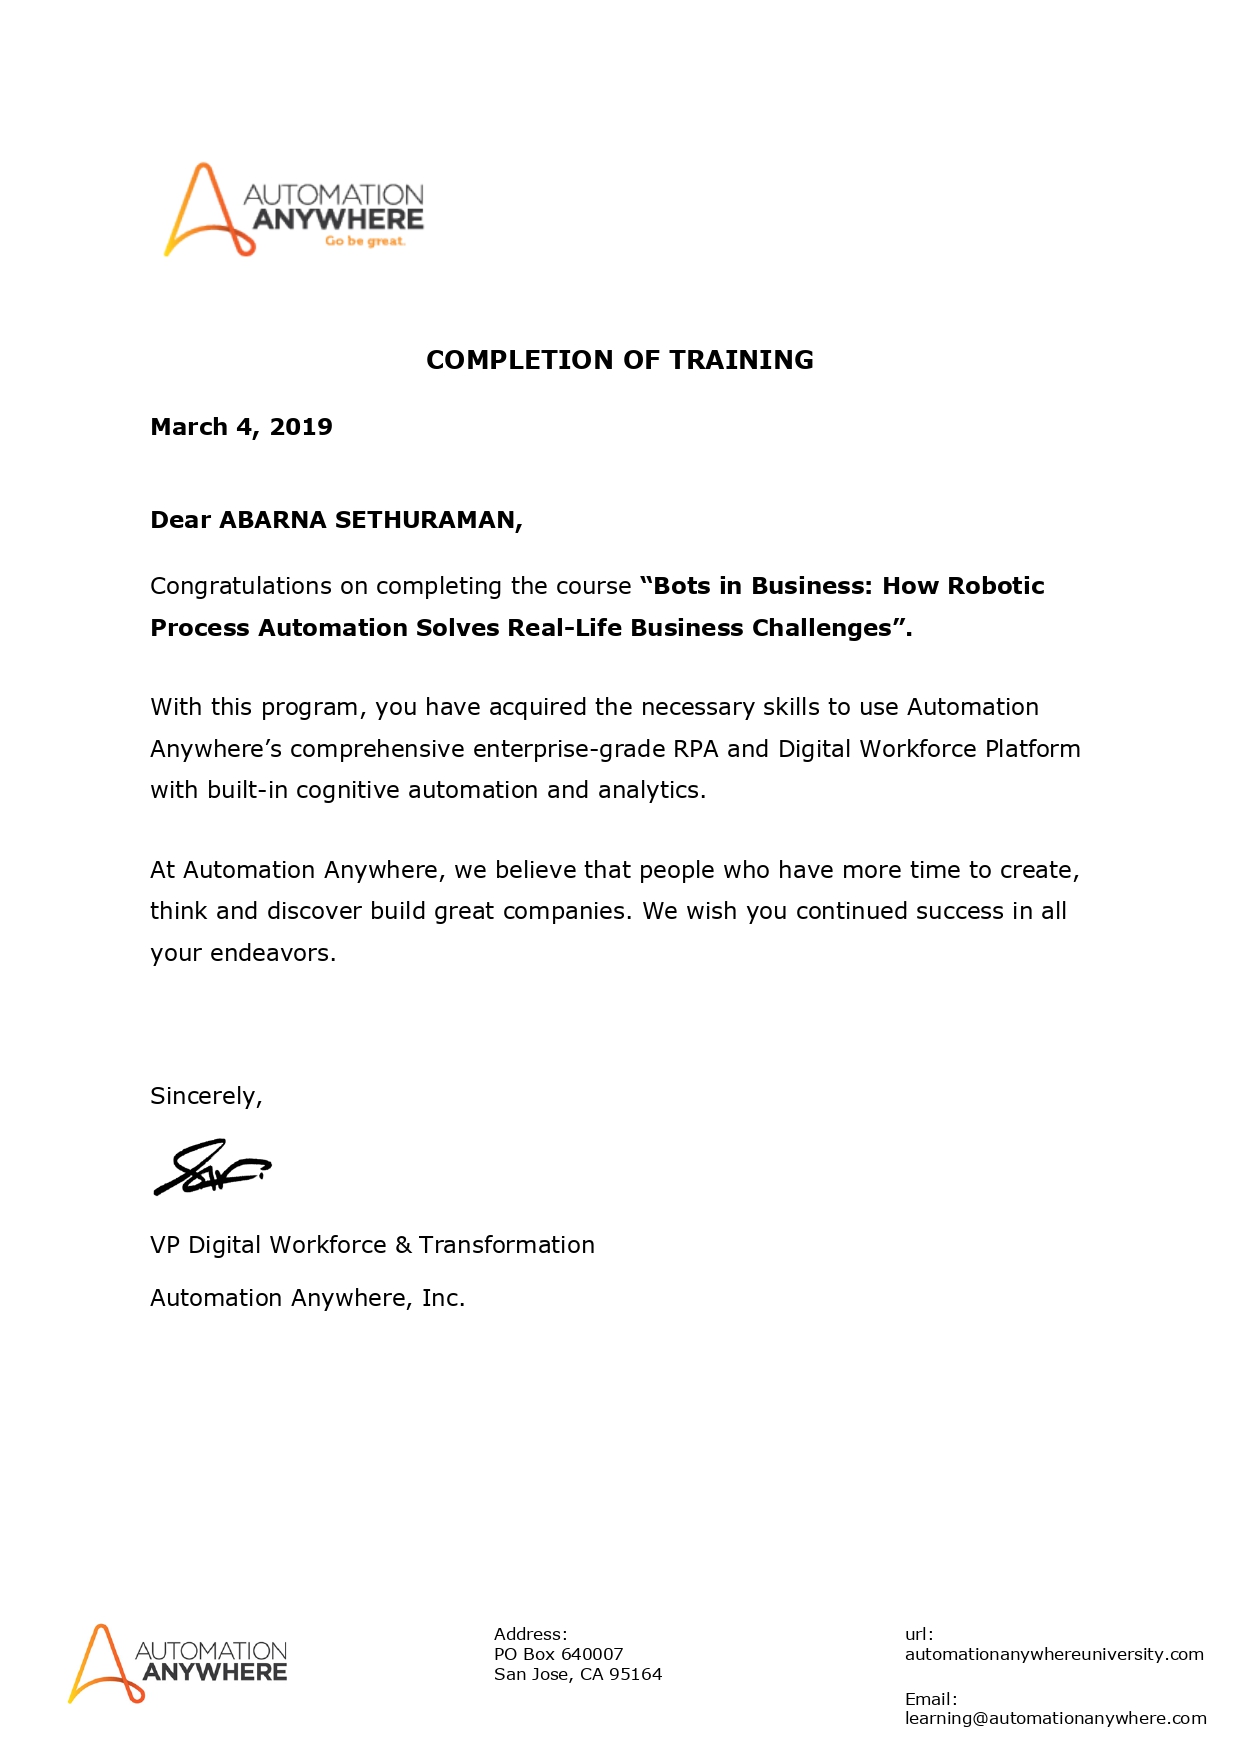 AUTOMATION
ANYWHERE
Go be great.
COMPLETION OF TRAINING
March 4, 2019
Dear ABARNA SETHURAMAN,
Congratulations on completing the course “Bots in Business: How Robotic
Process Automation Solves Real-Life Business Challenges”.
With this program, you have acquired the necessary skills to use Automation
Anywhere’s comprehensive enterprise-grade RPA and Digital Workforce Platform
with built-in cognitive automation and analytics.
At Automation Anywhere, we believe that people who have more time to create,
think and discover build great companies. We wish you continued success in all
your endeavors.
Sincerely,
VP Digital Workforce & Transformation
Automation Anywhere, Inc.
AUTOMATION
ANYWHERE
Address:
PO Box 640007
San Jose, CA 95164
url:
automationanywhereuniversity.com
Email:
learning@automationanywhere.com